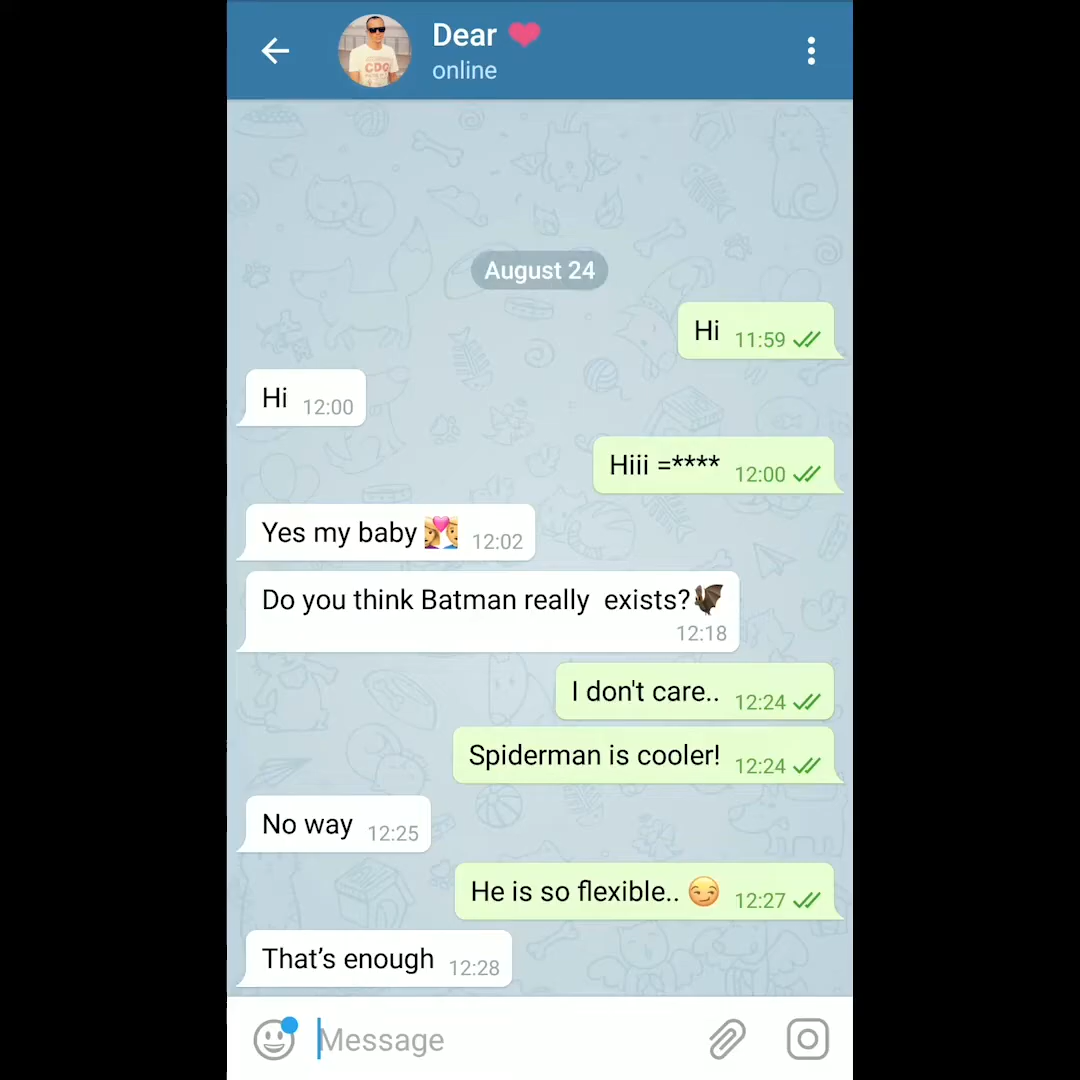 Dear ❤
online
CDG
August 24
Hi 11:59
Hi 12:00
Hiii =**** 12:00
Yes my baby 👩‍❤️‍👨 12:02
Do you think Batman really  exists?🦇
12:18
I don't care.. 12:24
Spiderman is cooler! 12:24
No way 12:25
He is so flexible.. 😏 12:27
That’s enough 12:28
Message